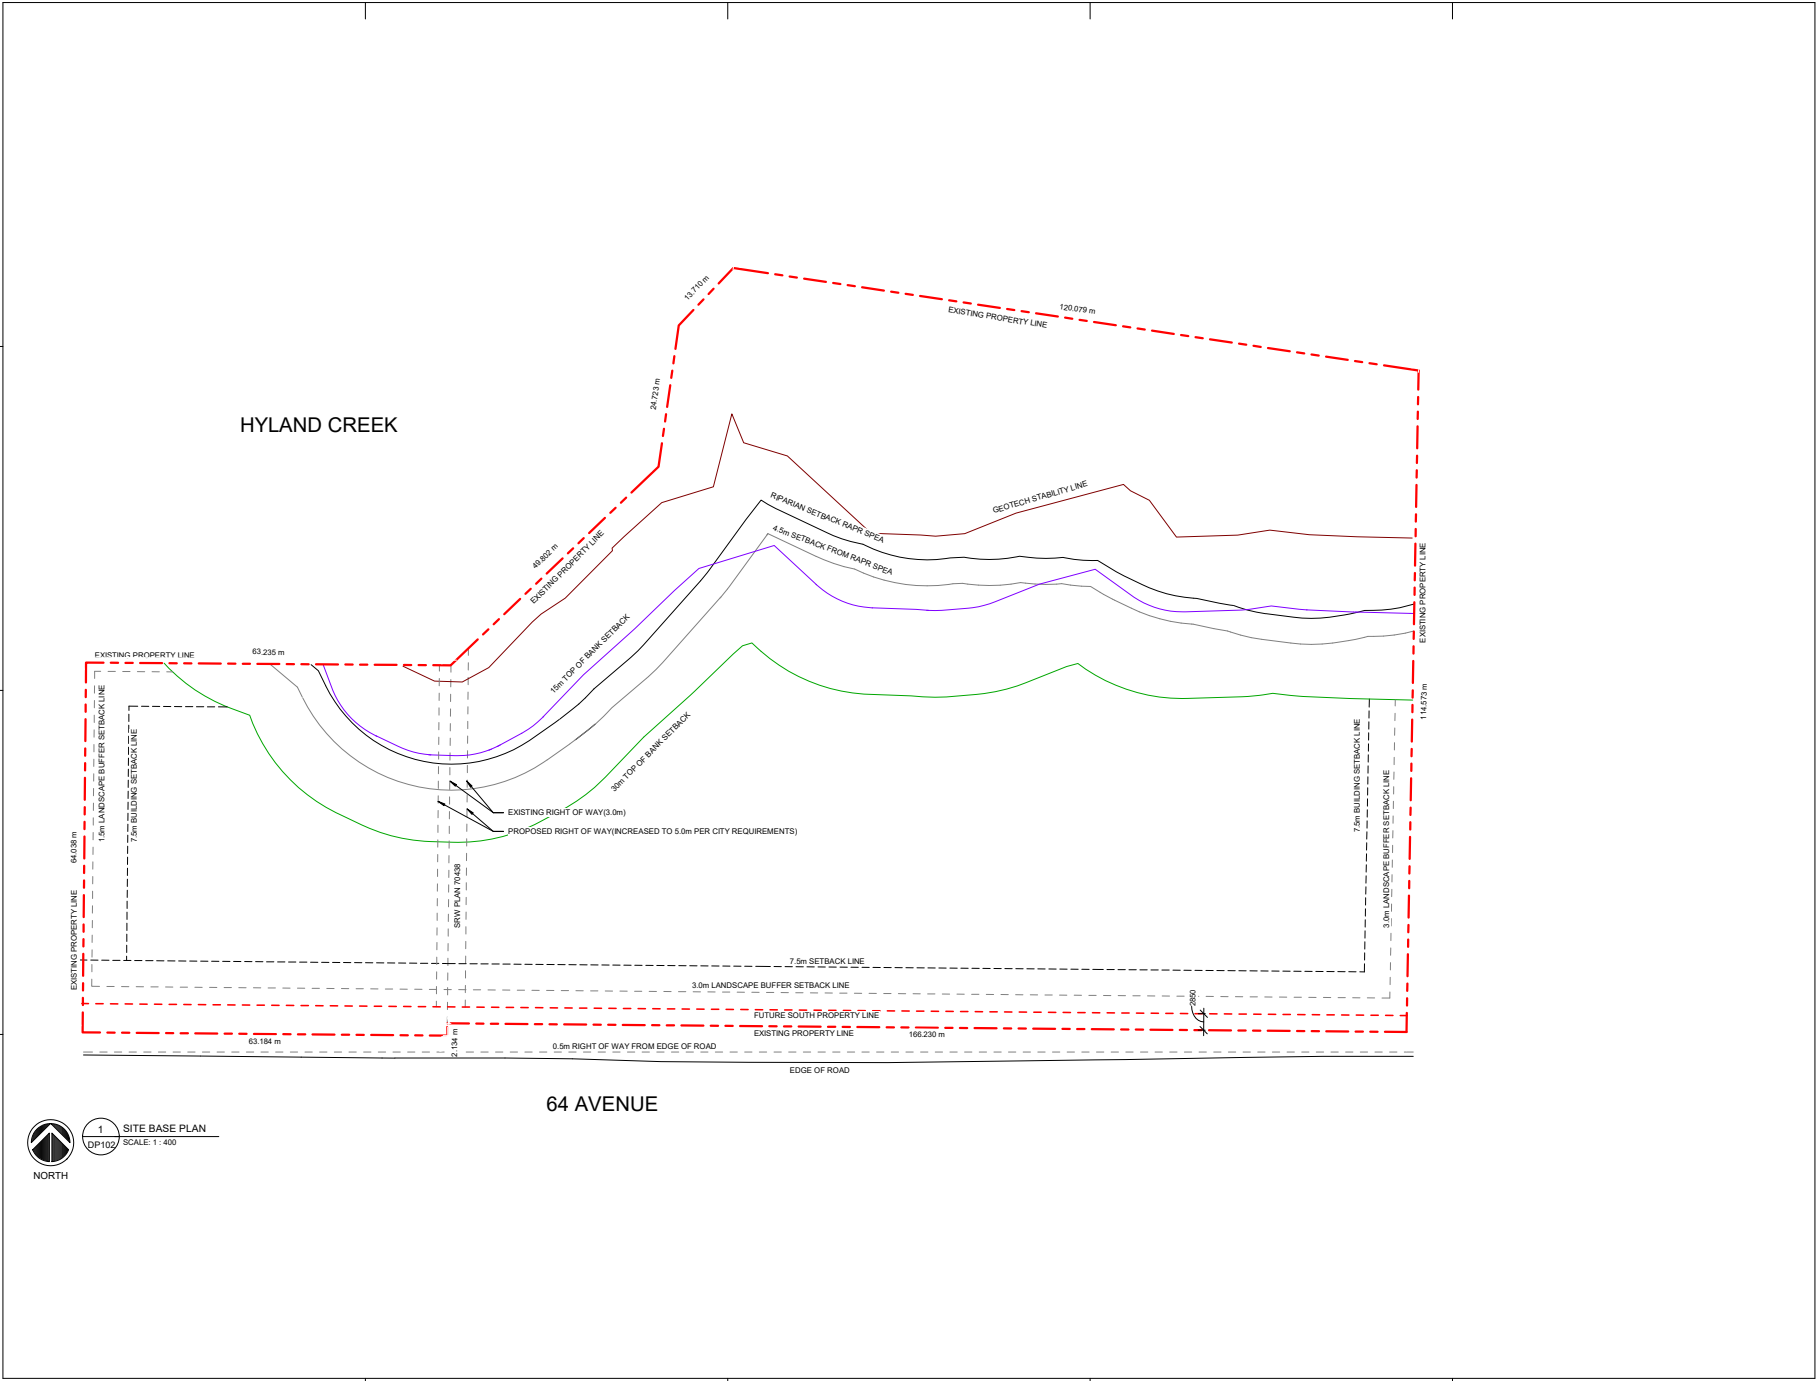 13.710 m
120.079 m
EXISTING PROPERTY LINE
24.723 m
HYLAND CREEK
GEOTECH STABILITY LINE
RIPARIAN SETBACK RAPR SPEA
4.5m SETBACK FROM RAPR SPEA
49.802 m
EXISTING PROPERTY LINE
EXISTING PROPERTY LINE
63.235 m
EXISTING PROPERTY LINE
114.573 m
15m TOP OF BANK SETBACK
30m TOP OF BANK SETBACK
1.5m LANDSCAPE BUFFER SETBACK LINE
7.5m BUILDING SETBACK LINE
7.5m BUILDING SETBACK LINE
3.0m LANDSCAPE BUFFER SETBACK LINE
EXISTING RIGHT OF WAY(3.0m)
PROPOSED RIGHT OF WAY(INCREASED TO 5.0m PER CITY REQUIREMENTS)
64.038 m
EXISTING PROPERTY LINE
SRW PLAN 70438
7.5m SETBACK LINE
3.0m LANDSCAPE BUFFER SETBACK LINE
2850
FUTURE SOUTH PROPERTY LINE
EXISTING PROPERTY LINE
166.230 m
63.184 m
2.134 m
0.5m RIGHT OF WAY FROM EDGE OF ROAD
EDGE OF ROAD
64 AVENUE
1
DP102
SITE BASE PLAN
SCALE: 1 : 400
NORTH